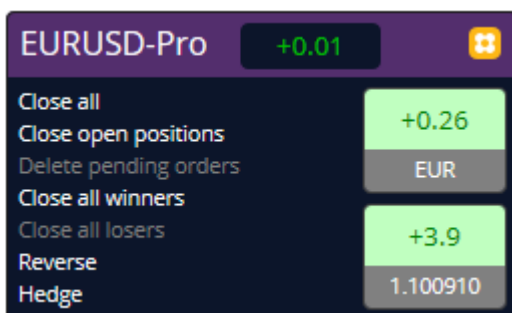 EURUSD-Pro +0.01
Close all
Close open positions
Delete pending orders
Close all winners
Close all losers
Reverse
Hedge
+0.26
EUR
+3.9
1.100910